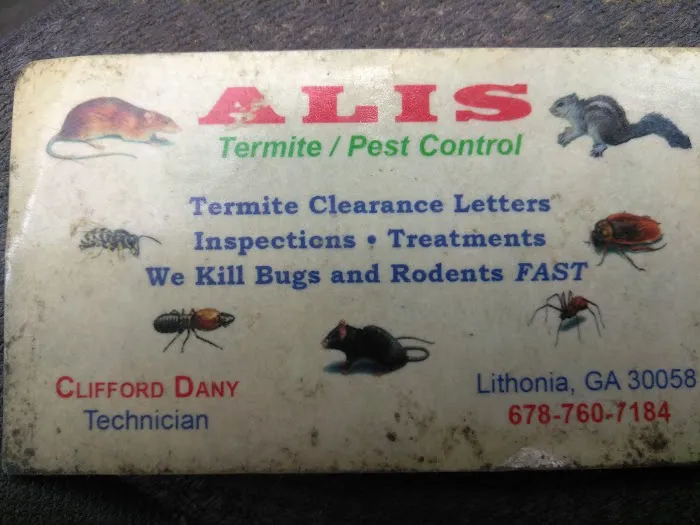 ALIS
Termite / Pest Control
Termite Clearance Letters
Inspections • Treatments
We Kill Bugs and Rodents FAST
CLIFFORD DANY
Technician
Lithonia, GA 30058
678-760-7184